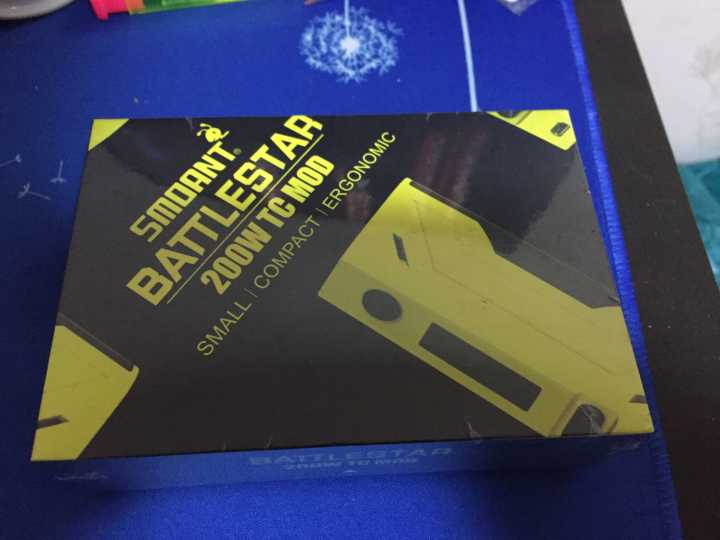 SMOANT®
BATTLESTAR
200W TC MOD
SMALL | COMPACT | ERGONOMIC
BATTLESTAR
200W TC MOD